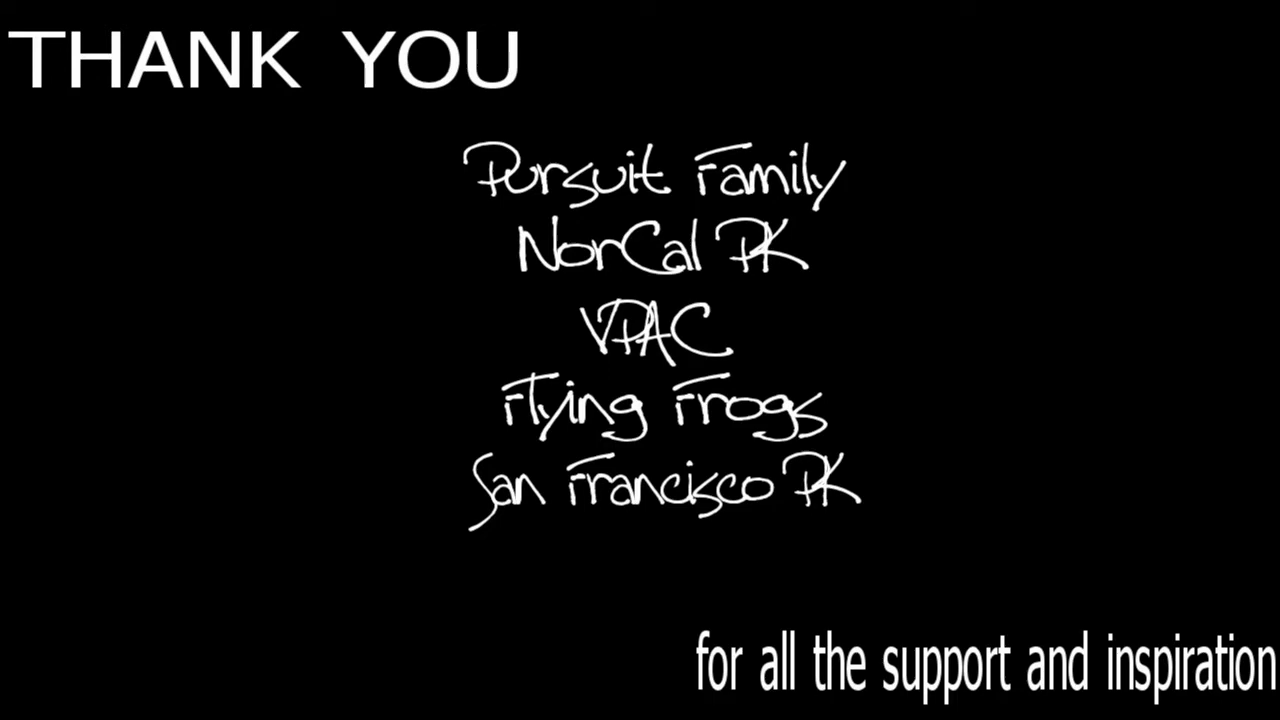 THANK YOU
Pursuit Family
NorCal PK
VPAC
Flying Frogs
San Francisco PK
for all the support and inspiration